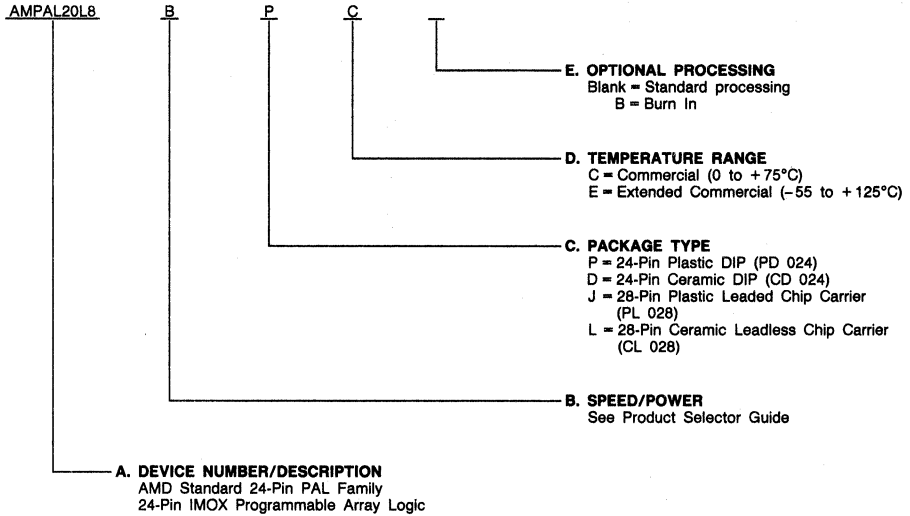 AMPAL20L8 B P C _
E. OPTIONAL PROCESSING
Blank = Standard processing
B = Burn In
D. TEMPERATURE RANGE
C = Commercial (0 to +75°C)
E = Extended Commercial (-55 to +125°C)
C. PACKAGE TYPE
P = 24-Pin Plastic DIP (PD 024)
D = 24-Pin Ceramic DIP (CD 024)
J = 28-Pin Plastic Leaded Chip Carrier
(PL 028)
L = 28-Pin Ceramic Leadless Chip Carrier
(CL 028)
B. SPEED/POWER
See Product Selector Guide
A. DEVICE NUMBER/DESCRIPTION
AMD Standard 24-Pin PAL Family
24-Pin IMOX Programmable Array Logic